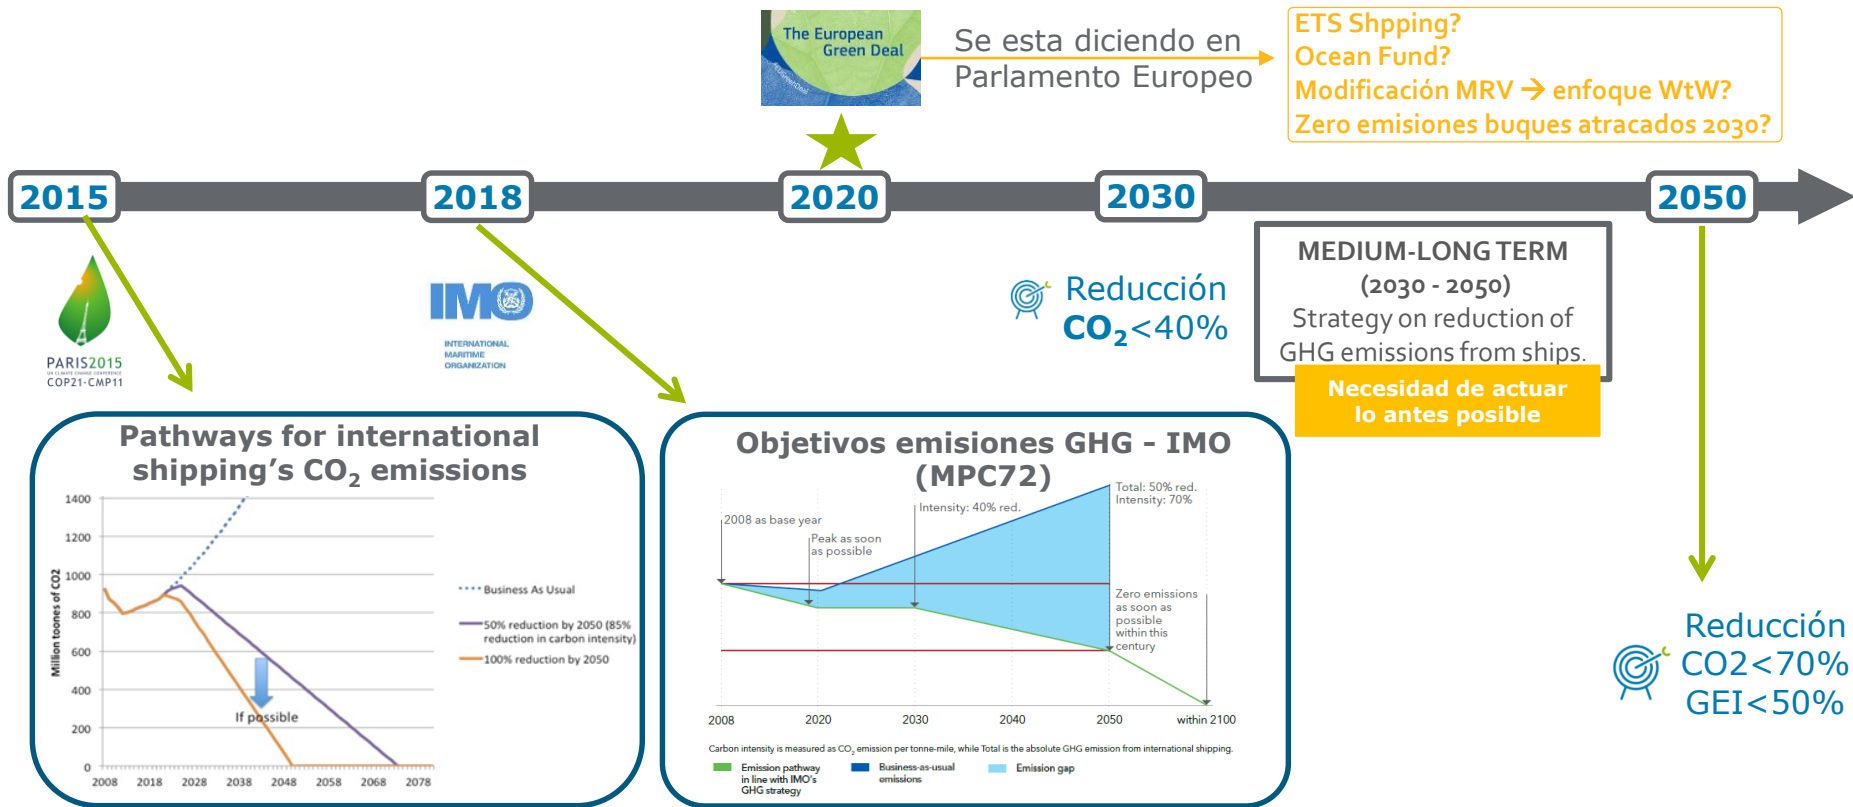 The European
Green Deal
#EUGreenDeal
Se esta diciendo en
Parlamento Europeo
ETS Shpping?
Ocean Fund?
Modificación MRV → enfoque WtW?
Zero emisiones buques atracados 2030?
2015
2018
2020
2030
2050
PARIS2015
UN CLIMATE CHANGE CONFERENCE
COP21·CMP11
IMO
INTERNATIONAL
MARITIME
ORGANIZATION
Reducción
CO₂<40%
MEDIUM-LONG TERM
(2030 - 2050)
Strategy on reduction of
GHG emissions from ships.
Necesidad de actuar
lo antes posible
Pathways for international
shipping's CO₂ emissions
Million toones of CO2
1400
1200
1000
800
600
400
200
0
2008
2018
2028
2038
2048
2058
2068
2078
If possible
Business As Usual
50% reduction by 2050 (85%
reduction in carbon intensity)
100% reduction by 2050
Objetivos emisiones GHG - IMO
(MPC72)
2008 as base year
Peak as soon
as possible
Intensity: 40% red.
Total: 50% red.
Intensity: 70%
Zero emissions
as soon as
possible
within this
century
2008
2020
2030
2040
2050
within 2100
Carbon intensity is measured as CO₂ emission per tonne-mile, while Total is the absolute GHG emission from international shipping.
Emission pathway
in line with IMO's
GHG strategy
Business-as-usual
emissions
Emission gap
Reducción
CO2<70%
GEI<50%